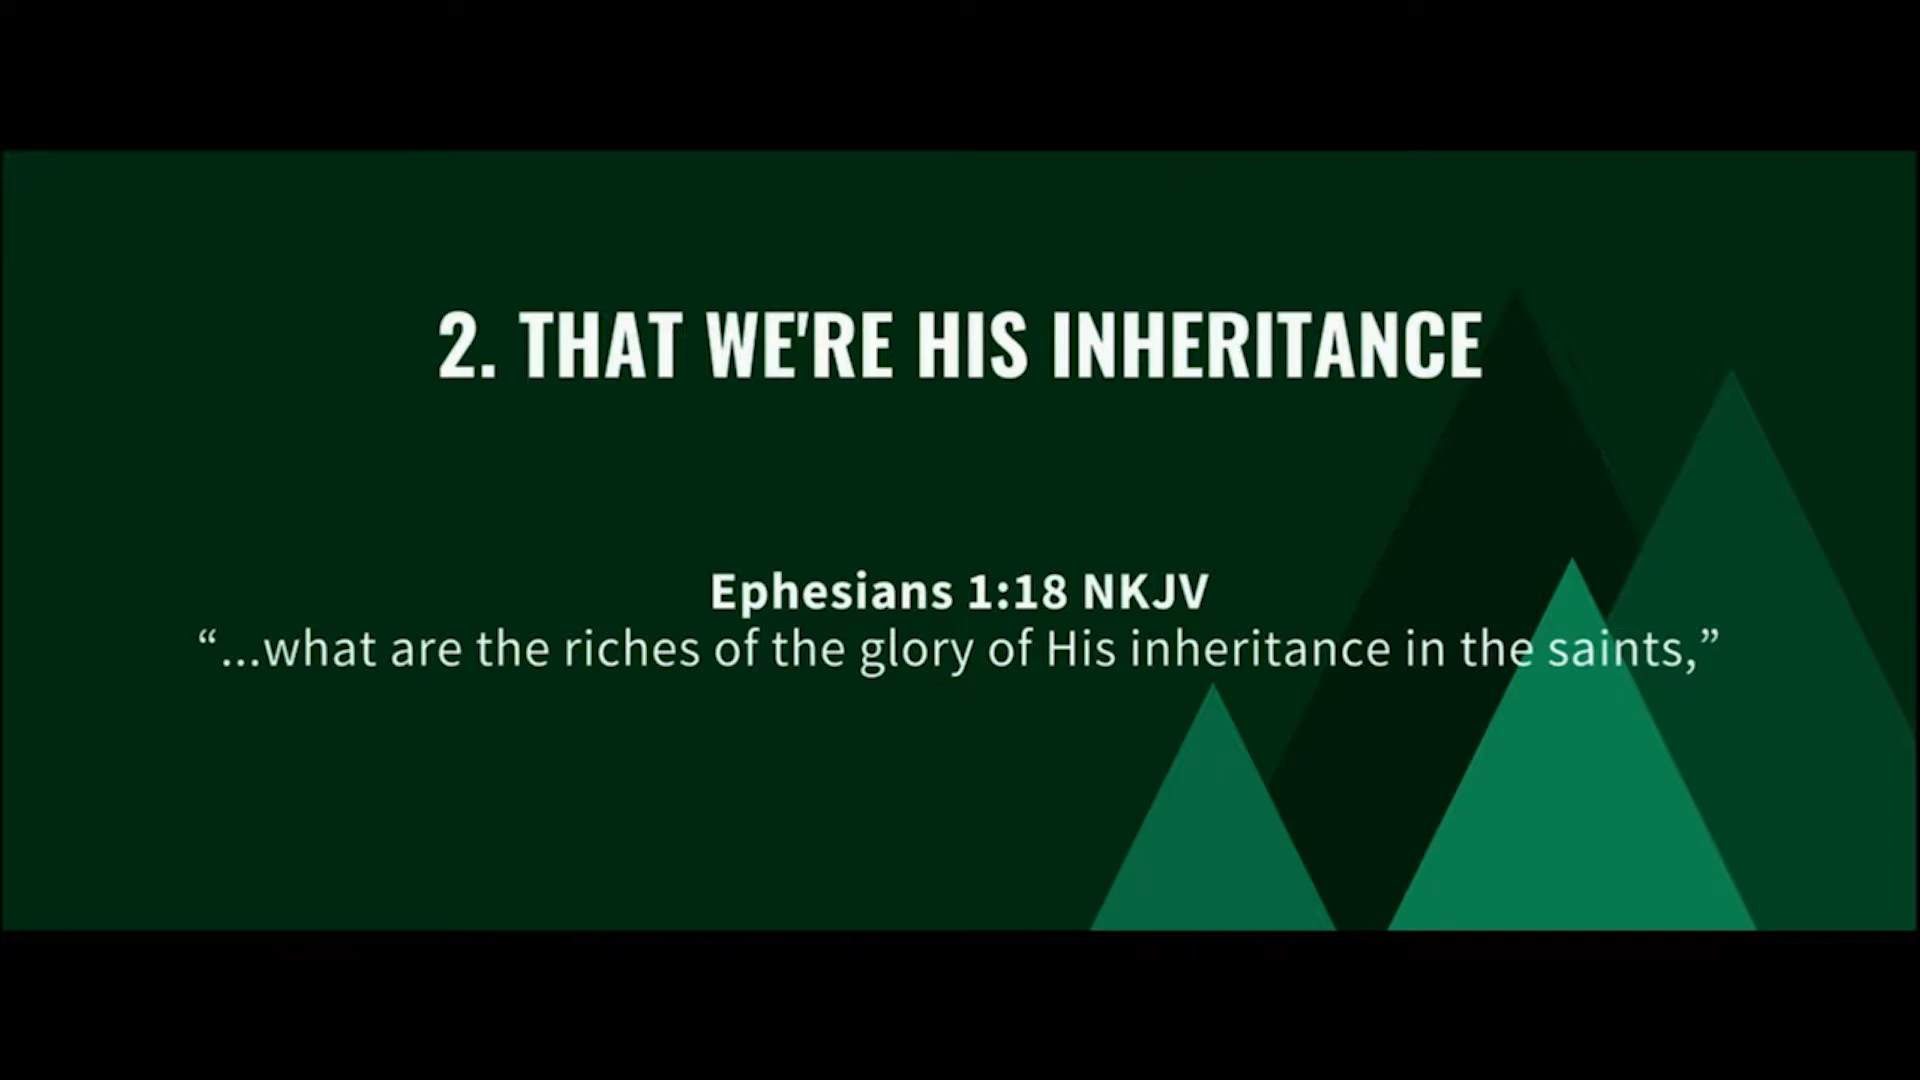 2. THAT WE'RE HIS INHERITANCE
Ephesians 1:18 NKJV
“...what are the riches of the glory of His inheritance in the saints,”